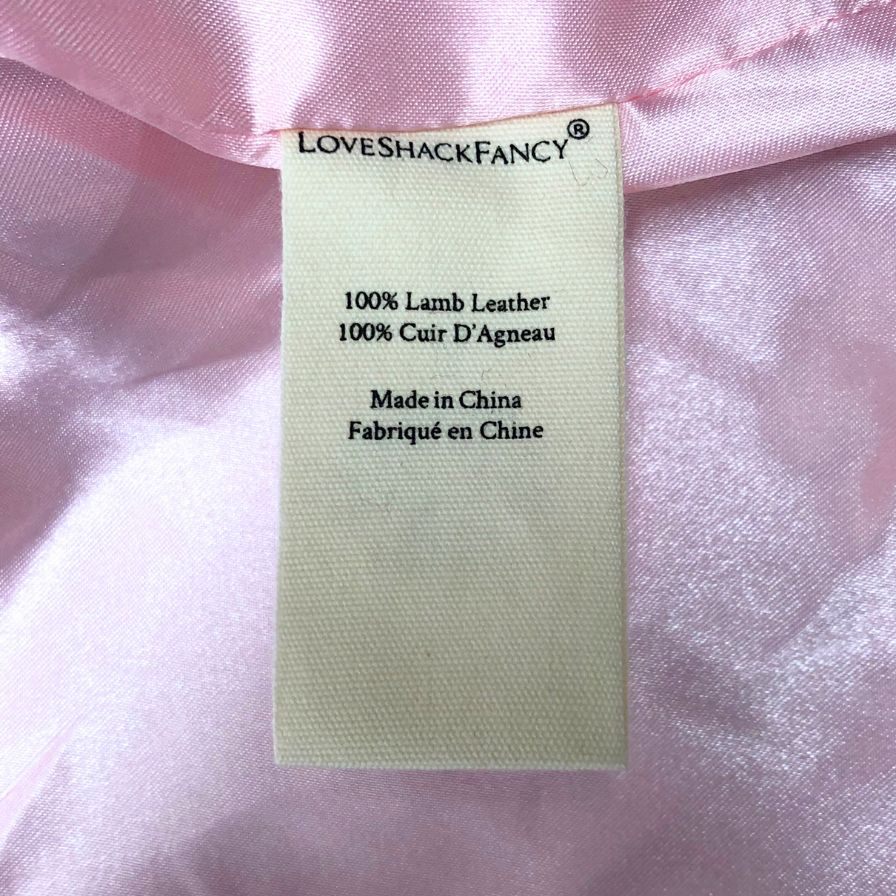 LOVESHACKFANCY®
100% Lamb Leather
100% Cuir D'Agneau
Made in China
Fabriqué en Chine